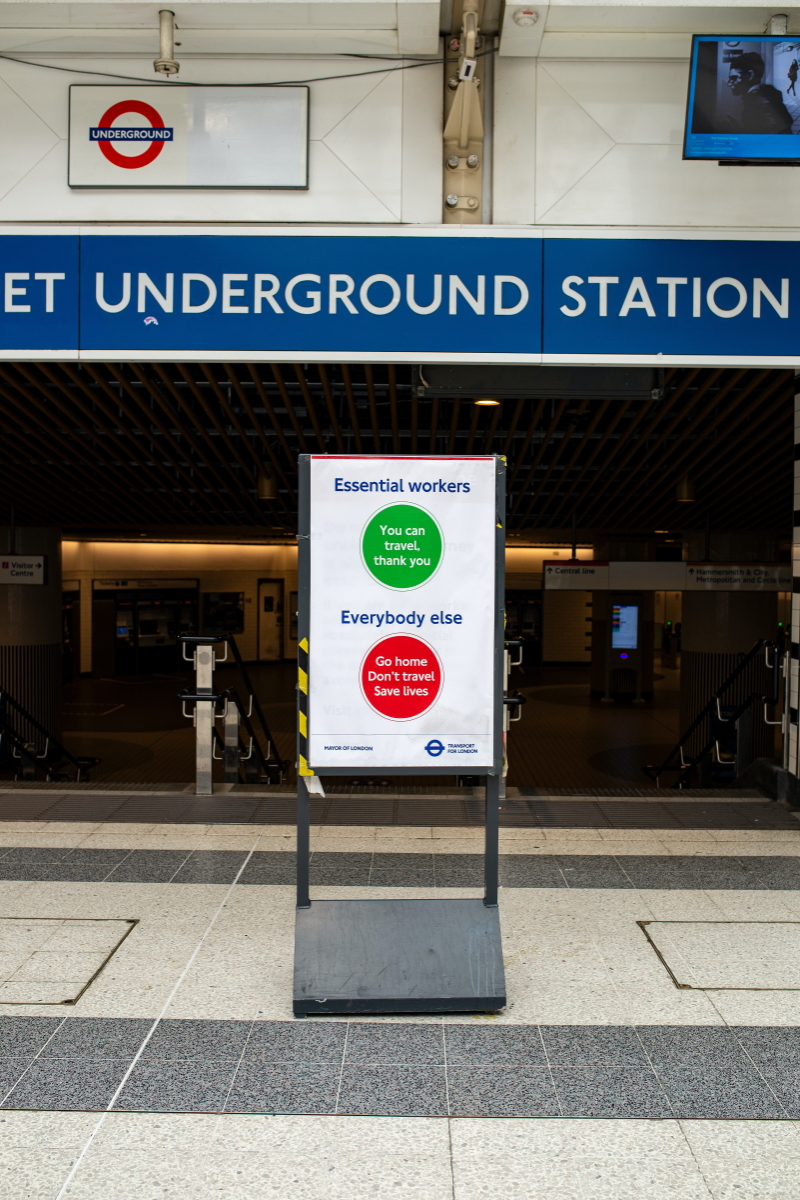 UNDERGROUND
ET UNDERGROUND STATION
Essential workers
You can
travel,
thank you
Everybody else
Go home
Don't travel
Save lives
MAYOR OF LONDON
TRANSPORT
FOR LONDON
Visitor →
Centre
↑ Central line
↑ Hammersmith & City,
Metropolitan and Circle lines